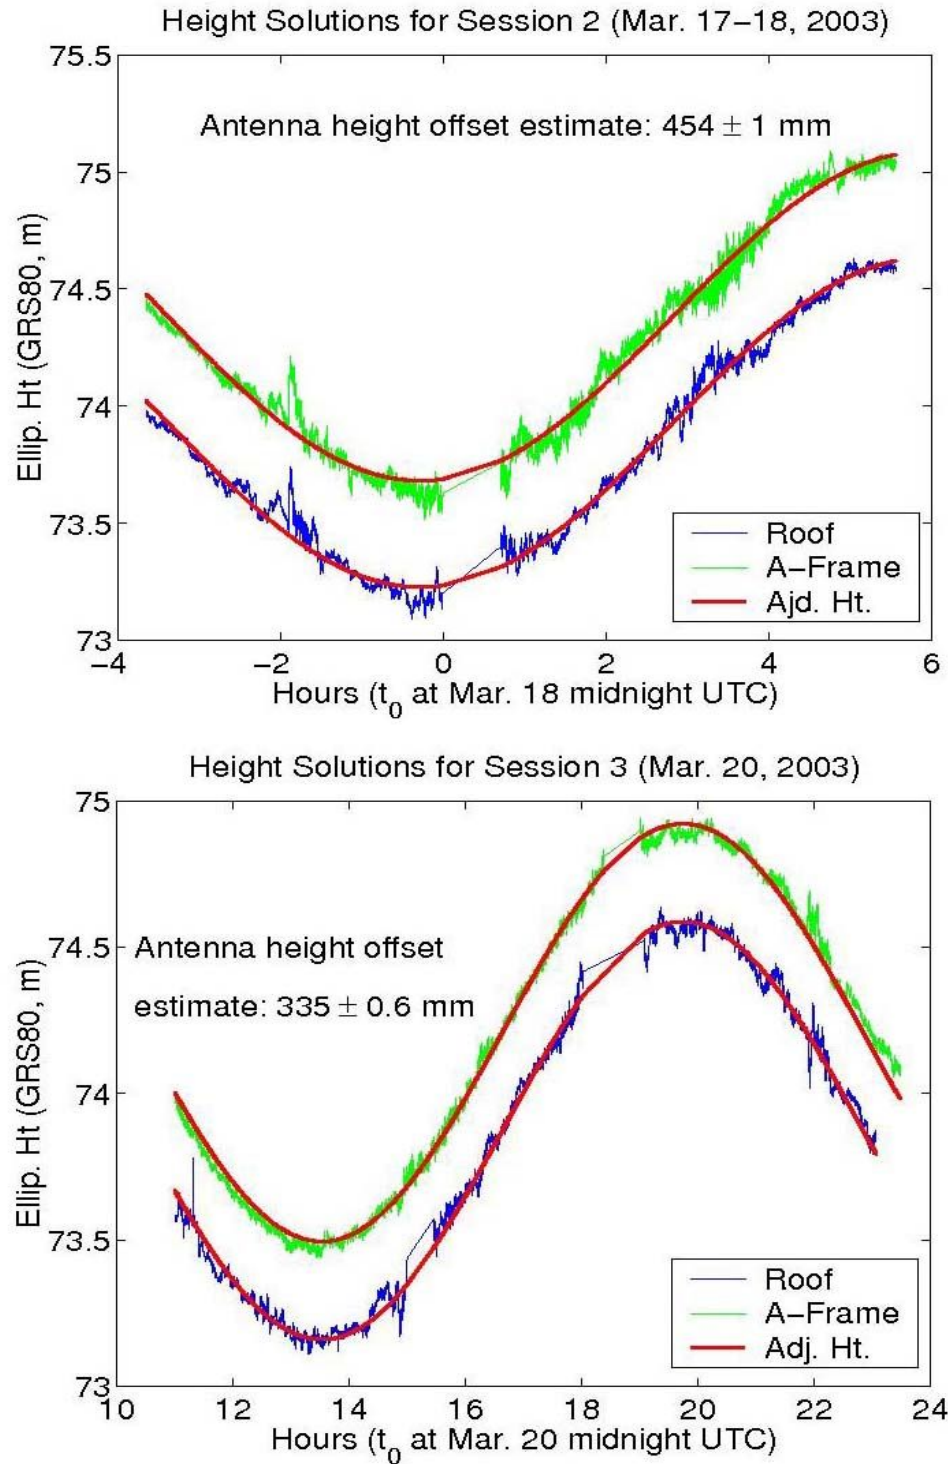 Height Solutions for Session 2 (Mar. 17–18, 2003)
75.5
Antenna height offset estimate: 454 ± 1 mm
75
74.5
74
73.5
73
Ellip. Ht (GRS80, m)
Roof
A–Frame
Ajd. Ht.
−4 −2 0 2 4 6
Hours (t0 at Mar. 18 midnight UTC)
Height Solutions for Session 3 (Mar. 20, 2003)
75
74.5
Antenna height offset
estimate: 335 ± 0.6 mm
74
73.5
73
Ellip. Ht (GRS80, m)
Roof
A–Frame
Adj. Ht.
10 12 14 16 18 20 22 24
Hours (t0 at Mar. 20 midnight UTC)